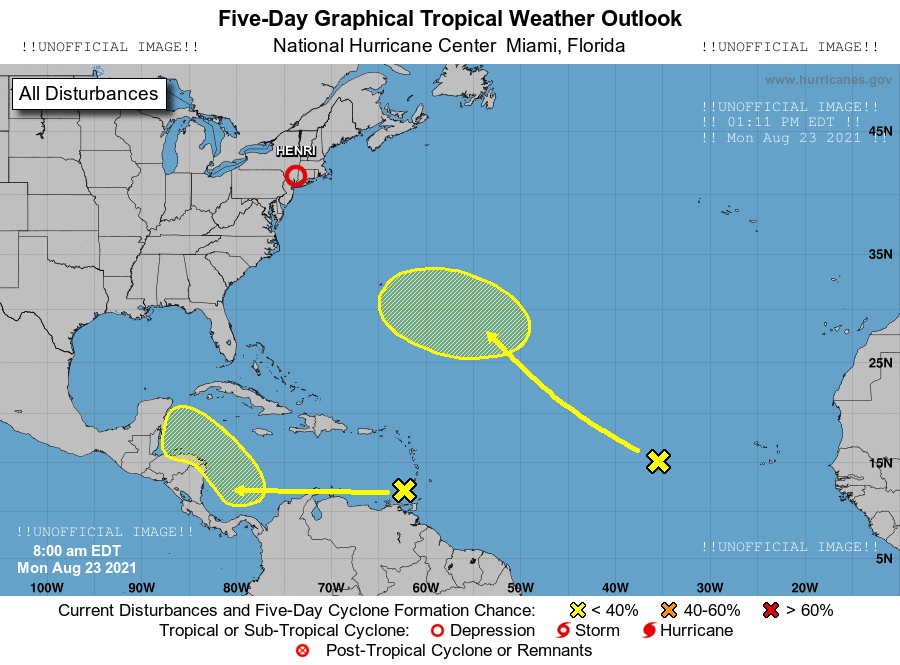 Five-Day Graphical Tropical Weather Outlook
!!UNOFFICIAL IMAGE!! National Hurricane Center Miami, Florida !!UNOFFICIAL IMAGE!!
www.hurricanes.gov
All Disturbances
!!UNOFFICIAL IMAGE!!
!! 01:11 PM EDT !!
!! Mon Aug 23 2021 !!
45N
HENRI
35N
25N
15N
!!UNOFFICIAL IMAGE!!
8:00 am EDT
Mon Aug 23 2021
!!UNOFFICIAL IMAGE!!
5N
100W 90W 80W 70W 60W 50W 40W 30W 20W
Current Disturbances and Five-Day Cyclone Formation Chance: < 40% 40-60% > 60%
Tropical or Sub-Tropical Cyclone: Depression Storm Hurricane
Post-Tropical Cyclone or Remnants